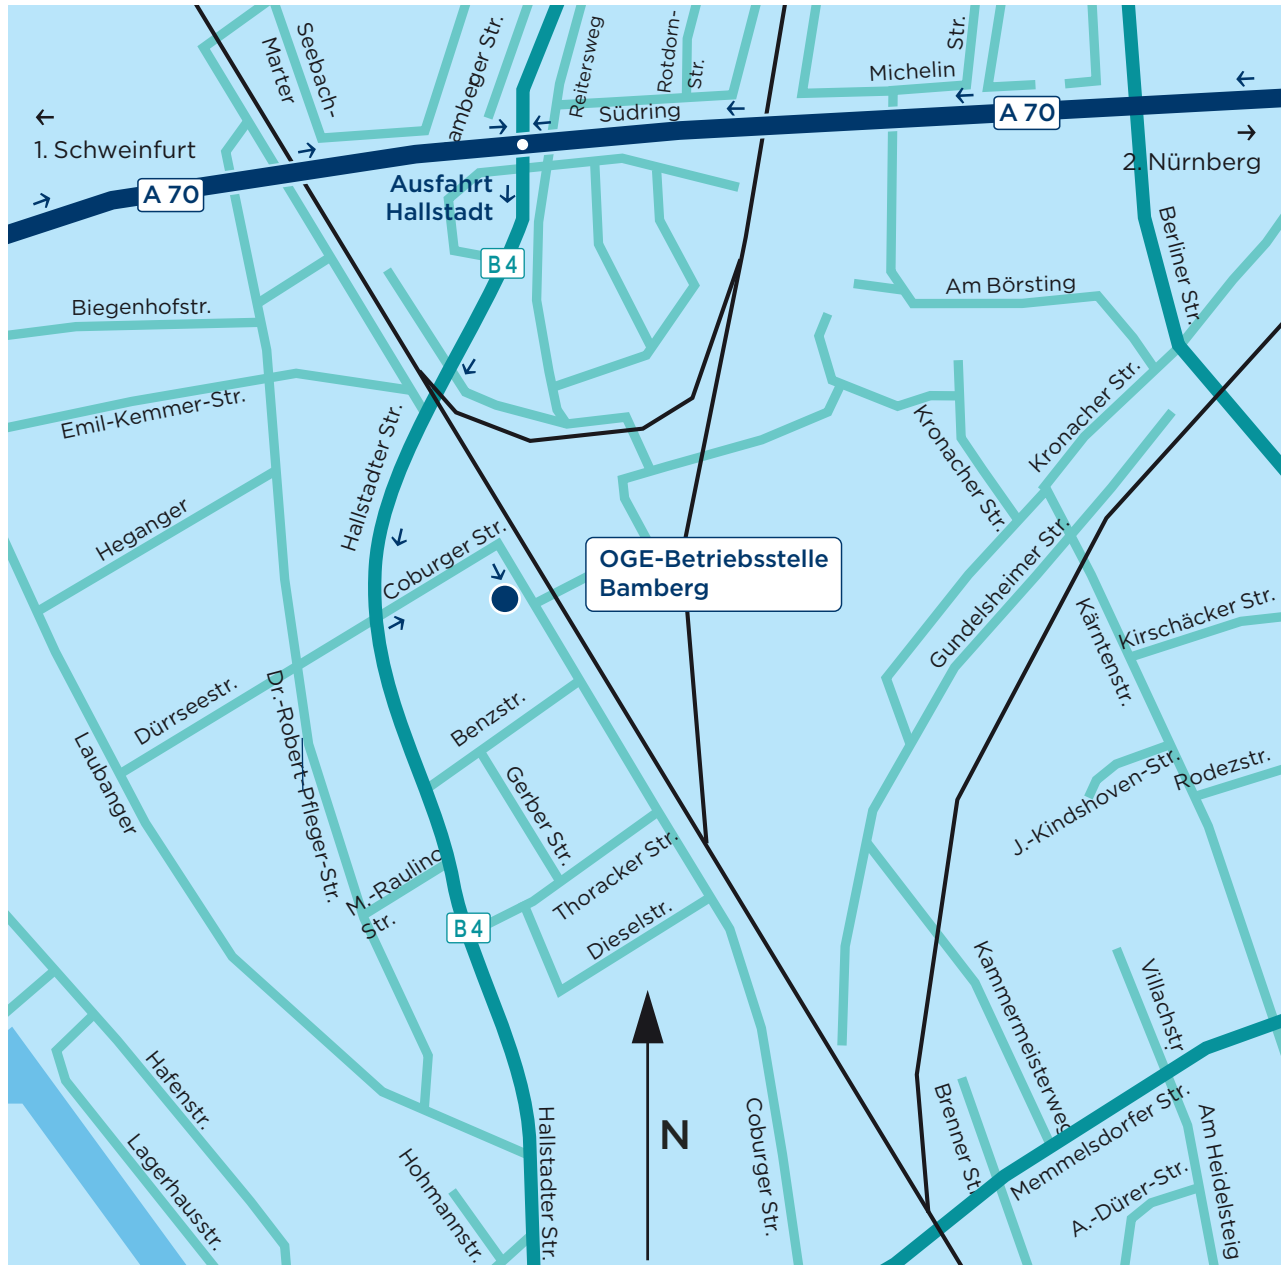 Seebach-
Marter
amberger Str.
Reitersweg
Rotdorn-
Str.
Str.
Michelin
Südring
A 70
1. Schweinfurt
2. Nürnberg
A 70
Ausfahrt
Hallstadt
B 4
Berliner Str.
Biegenhofstr.
Am Börsting
Emil-Kemmer-Str.
Hallstadter Str.
Kronacher Str.
Kronacher Str.
Heganger
Coburger Str.
OGE-Betriebsstelle
Bamberg
Gundelsheimer Str.
Kärntenstr.
Kirschäcker Str.
Dürrseestr.
Dr.-Robert-Pfleger-Str.
Benzstr.
Laubanger
Gerber Str.
J.-Kindshoven-Str.
Rodezstr.
M.-Raulino
Str.
Thoracker Str.
B 4
Dieselstr.
Kammermeisterweg
Villachstr
Hafenstr.
Lagerhausstr.
Hohmannstr.
Hallstadter Str.
N
Coburger Str.
Brenner Str.
Memmelsdorfer Str.
A.-Dürer-Str.
Am Heidelsteig